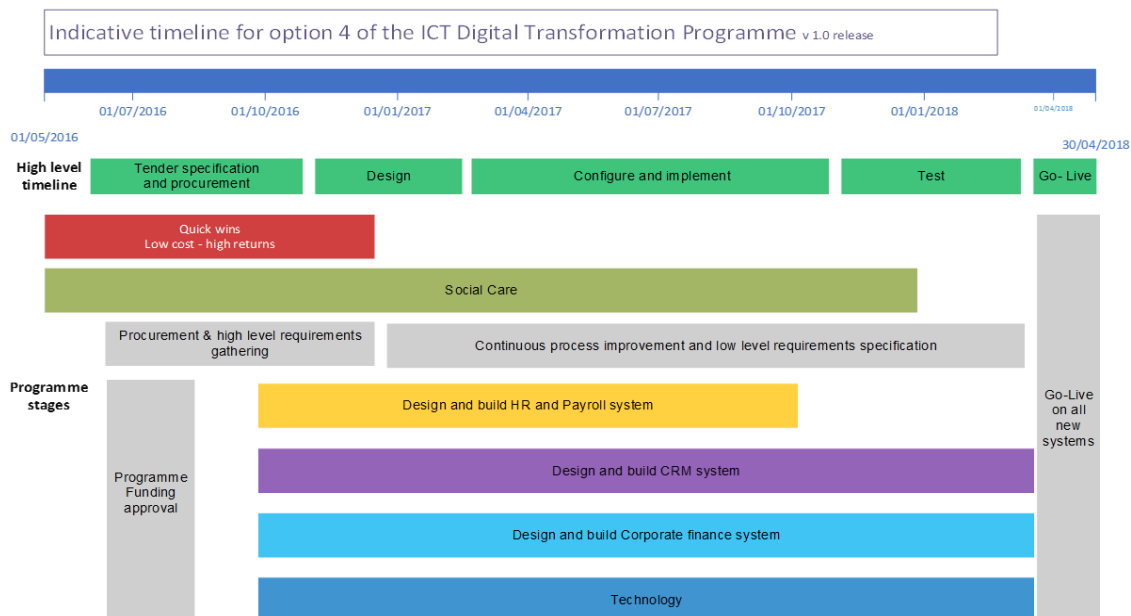 Indicative timeline for option 4 of the ICT Digital Transformation Programme v 1.0 release
01/07/2016
01/10/2016
01/01/2017
01/04/2017
01/07/2017
01/10/2017
01/01/2018
01/04/2018
01/05/2016
30/04/2018
High level
timeline
Tender specification
and procurement
Design
Configure and implement
Test
Go- Live
Quick wins
Low cost - high returns
Social Care
Procurement & high level requirements
gathering
Continuous process improvement and low level requirements specification
Programme
stages
Design and build HR and Payroll system
Go-Live
on all
new
systems
Programme
Funding
approval
Design and build CRM system
Design and build Corporate finance system
Technology